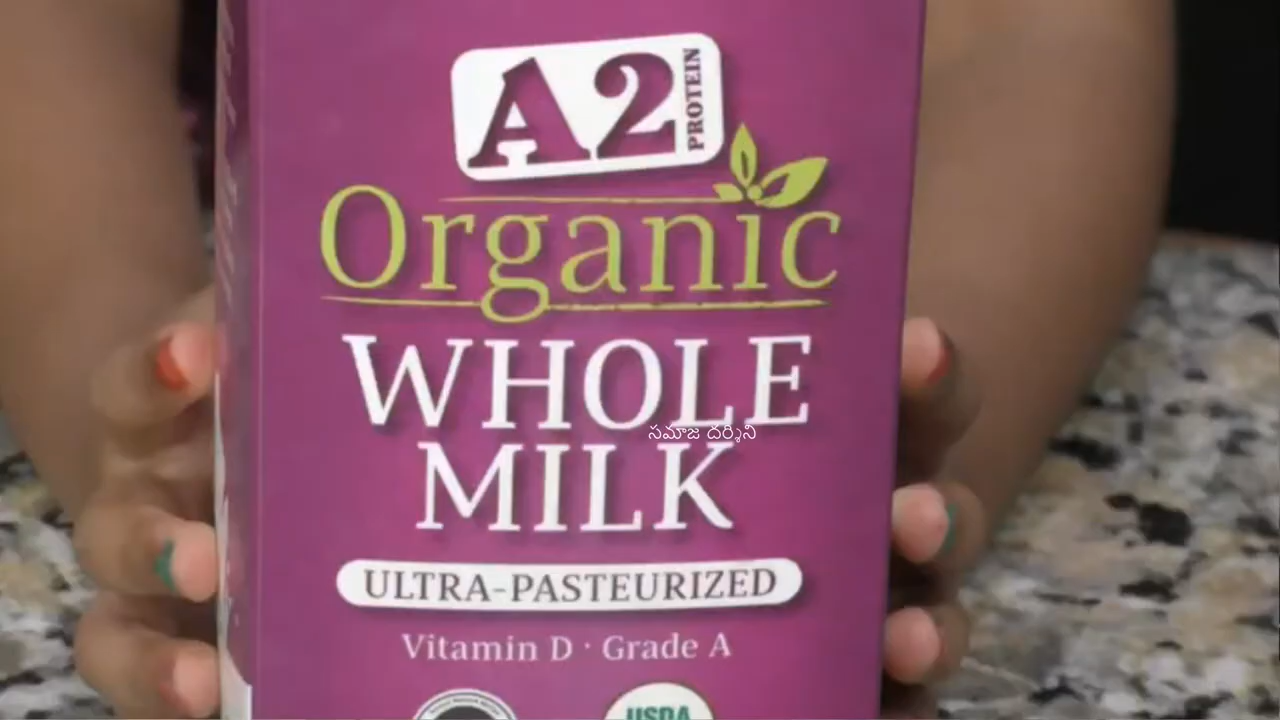 A2 PROTEIN
Organic
WHOLE
సమాజ దర్శిని
MILK
ULTRA-PASTEURIZED
Vitamin D · Grade A
USDA